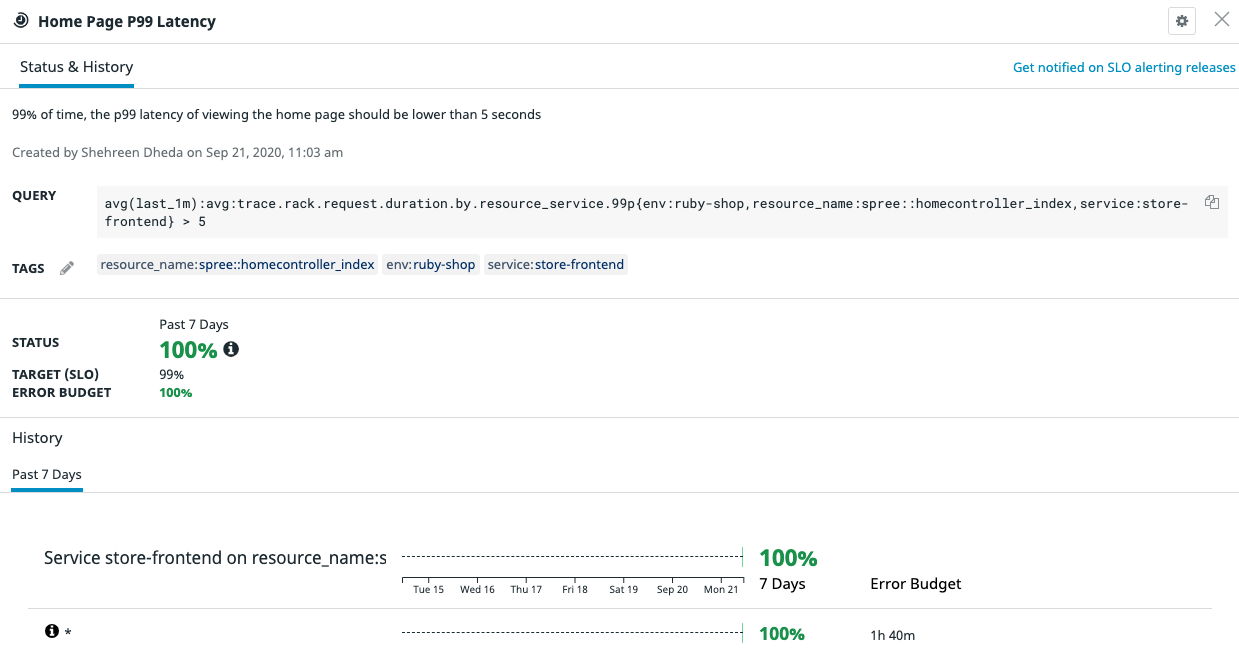 Home Page P99 Latency
Status & History
Get notified on SLO alerting releases
99% of time, the p99 latency of viewing the home page should be lower than 5 seconds
Created by Shehreen Dheda on Sep 21, 2020, 11:03 am
QUERY
avg(last_1m):avg:trace.rack.request.duration.by.resource_service.99p{env:ruby-shop,resource_name:spree::homecontroller_index,service:store-
frontend} > 5
TAGS
resource_name:spree::homecontroller_index env:ruby-shop service:store-frontend
Past 7 Days
STATUS 100%
TARGET (SLO) 99%
ERROR BUDGET 100%
History
Past 7 Days
Service store-frontend on resource_name:s 100%
Tue 15 Wed 16 Thu 17 Fri 18 Sat 19 Sep 20 Mon 21 7 Days Error Budget
* 100% 1h 40m